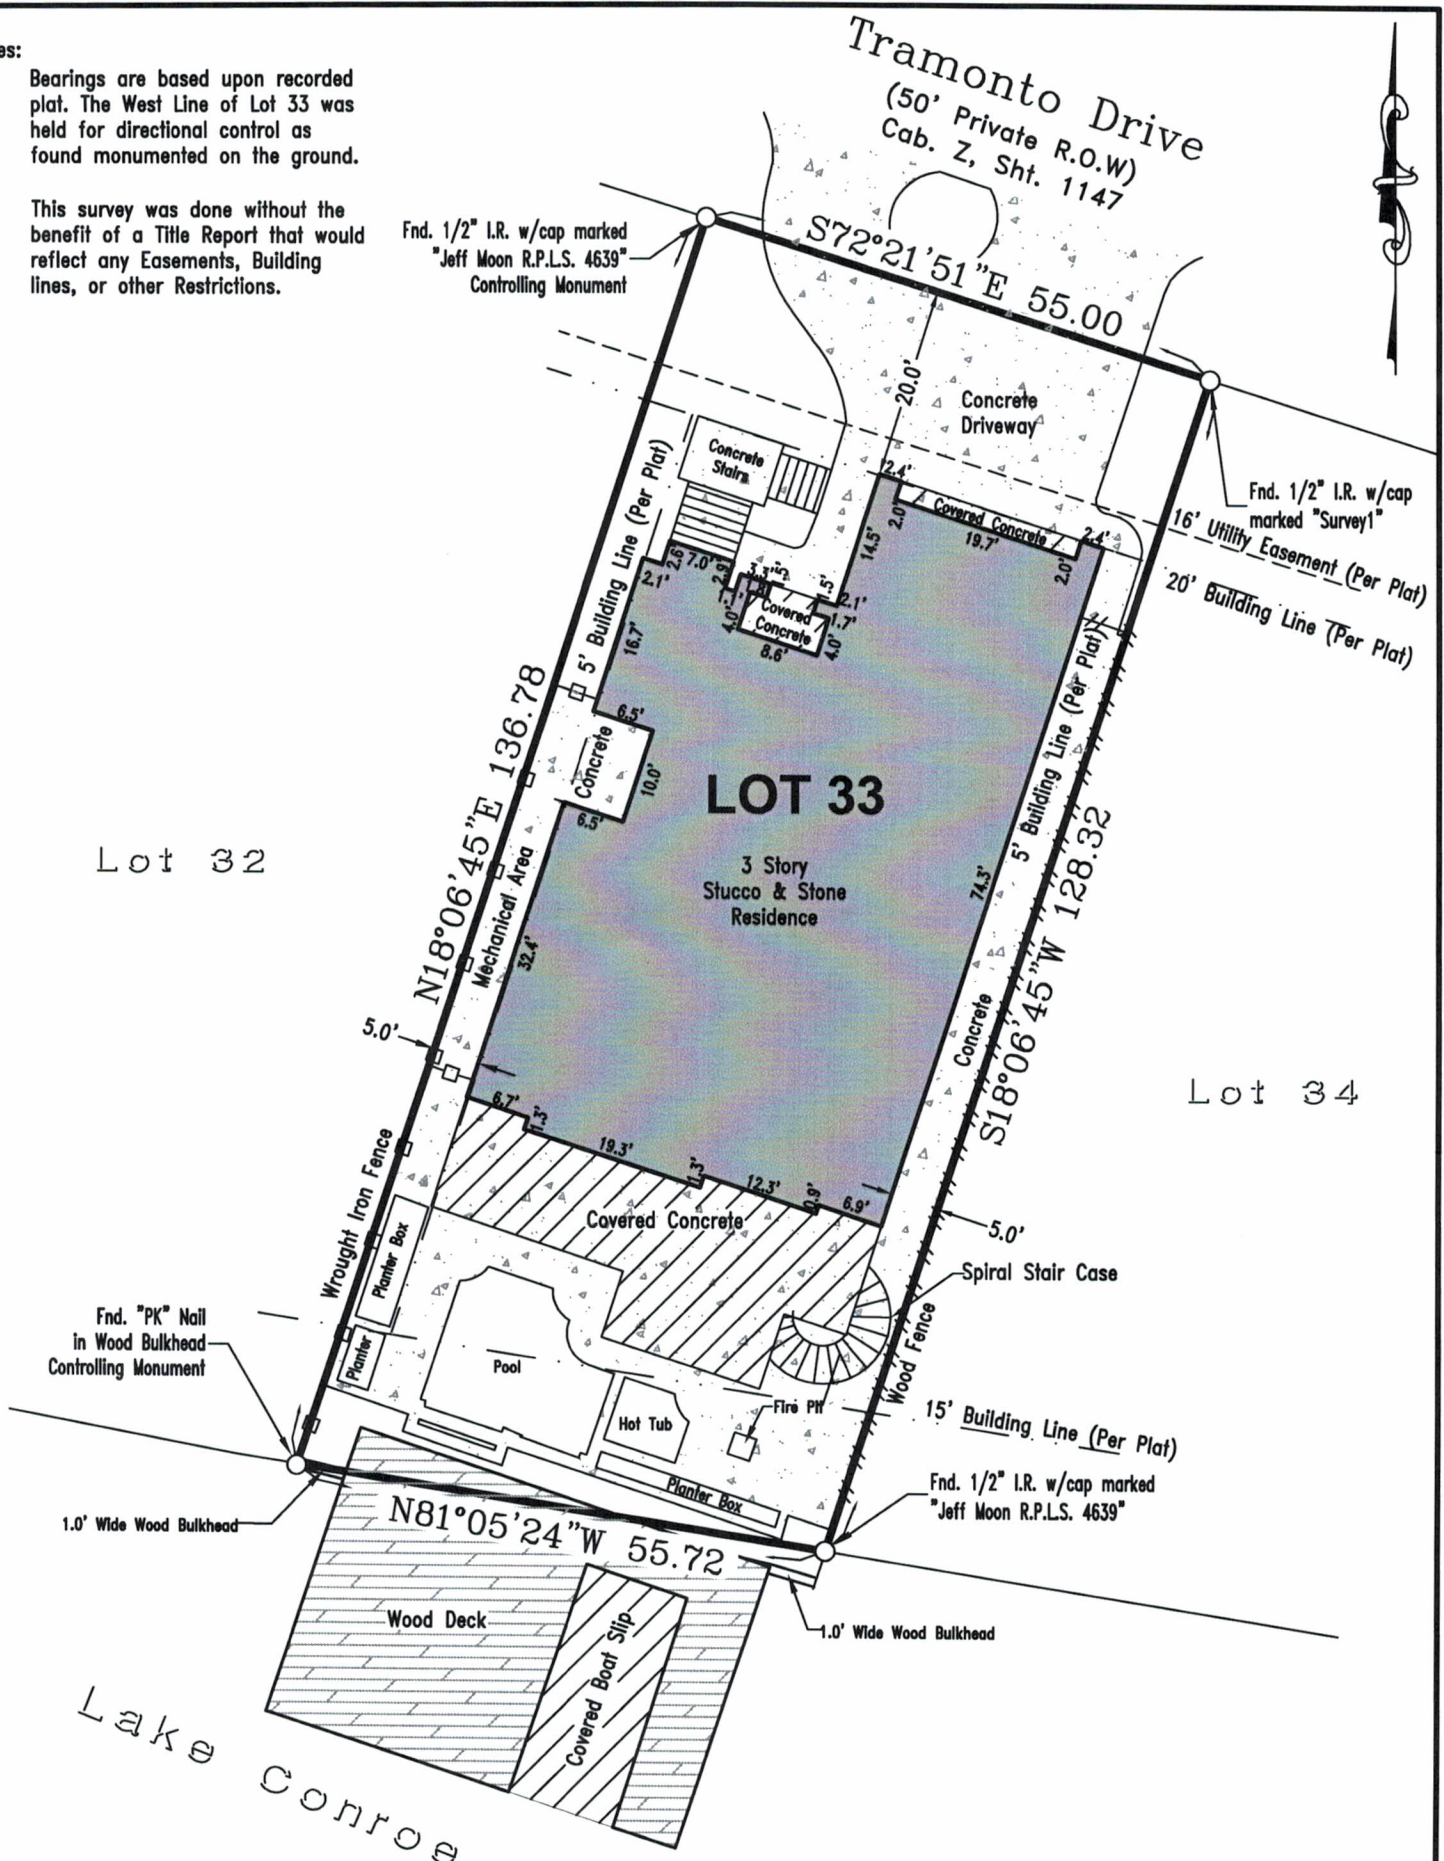 es:
Bearings are based upon recorded
plat. The West Line of Lot 33 was
held for directional control as
found monumented on the ground.
This survey was done without the
benefit of a Title Report that would
reflect any Easements, Building
lines, or other Restrictions.
Tramonto Drive
(50' Private R.O.W)
Cab. Z, Sht. 1147
Fnd. 1/2" I.R. w/cap marked
"Jeff Moon R.P.L.S. 4639"
Controlling Monument
S72°21'51"E 55.00
20.0'
Concrete
Driveway
Fnd. 1/2" I.R. w/cap
marked "Survey1"
16' Utility Easement (Per Plat)
20' Building Line (Per Plat)
Concrete
Stairs
5' Building Line (Per Plat)
2.4'
2.0'
Covered Concrete
19.7'
2.4'
2.0'
14.5'
2.6'
7.0'
2.9'
2.1'
3.3'
1.5'
2.1'
1.7'
4.0'
Covered
Concrete
4.0'
8.6'
16.7'
6.5'
Concrete
10.0'
6.5'
N18°06'45"E 136.78
Mechanical Area
32.4'
LOT 33
3 Story
Stucco & Stone
Residence
74.3'
5' Building Line (Per Plat)
S18°06'45"W 128.32
Concrete
Lot 32
Lot 34
5.0'
6.7'
1.3'
19.3'
1.3'
12.3'
0.9'
6.9'
5.0'
Covered Concrete
Spiral Stair Case
Wrought Iron Fence
Planter Box
Planter
Wood Fence
Fnd. "PK" Nail
in Wood Bulkhead
Controlling Monument
Pool
Hot Tub
Fire Pit
15' Building Line (Per Plat)
Planter Box
Fnd. 1/2" I.R. w/cap marked
"Jeff Moon R.P.L.S. 4639"
1.0' Wide Wood Bulkhead
N81°05'24"W 55.72
1.0' Wide Wood Bulkhead
Wood Deck
Covered Boat Slip
Lake Conroe